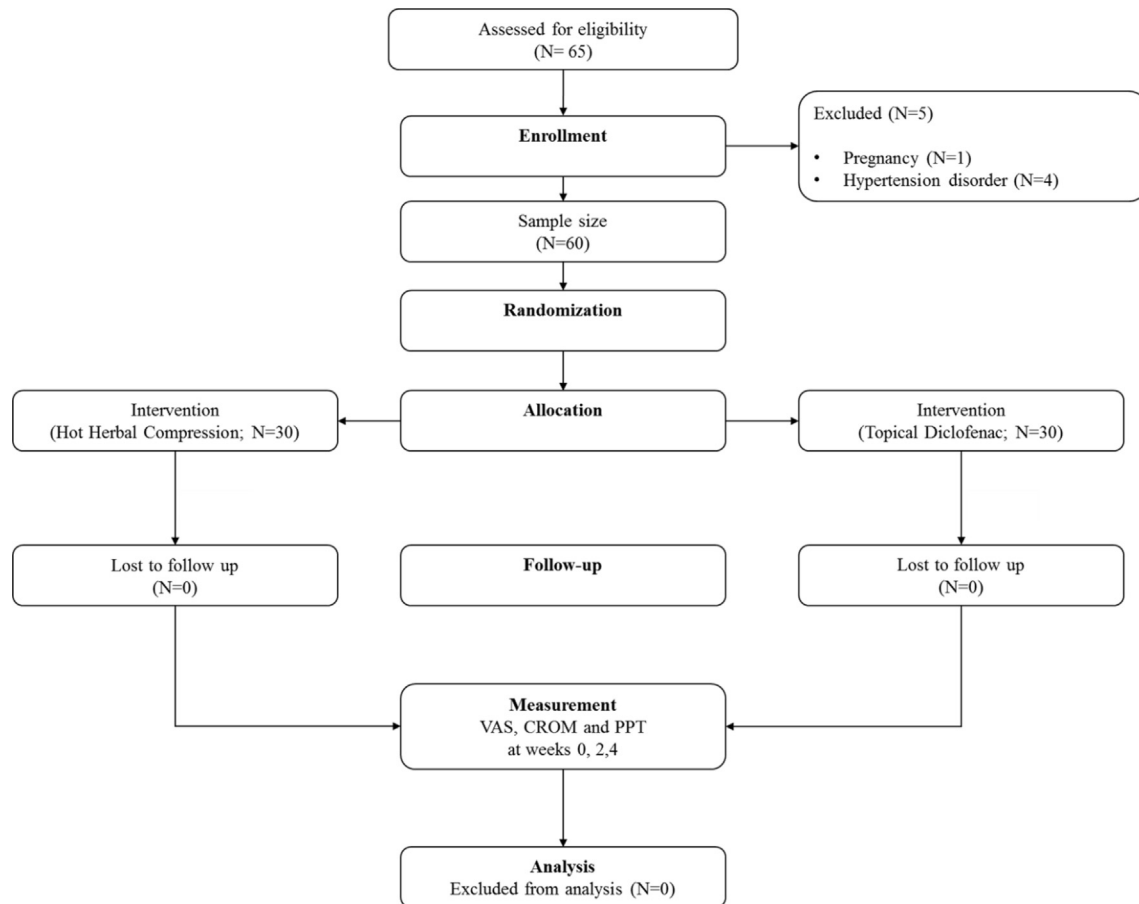 Assessed for eligibility
(N= 65)
Enrollment
Excluded (N=5)
• Pregnancy (N=1)
• Hypertension disorder (N=4)
Sample size
(N=60)
Randomization
Allocation
Intervention
(Hot Herbal Compression; N=30)
Intervention
(Topical Diclofenac; N=30)
Lost to follow up
(N=0)
Follow-up
Lost to follow up
(N=0)
Measurement
VAS, CROM and PPT
at weeks 0, 2,4
Analysis
Excluded from analysis (N=0)